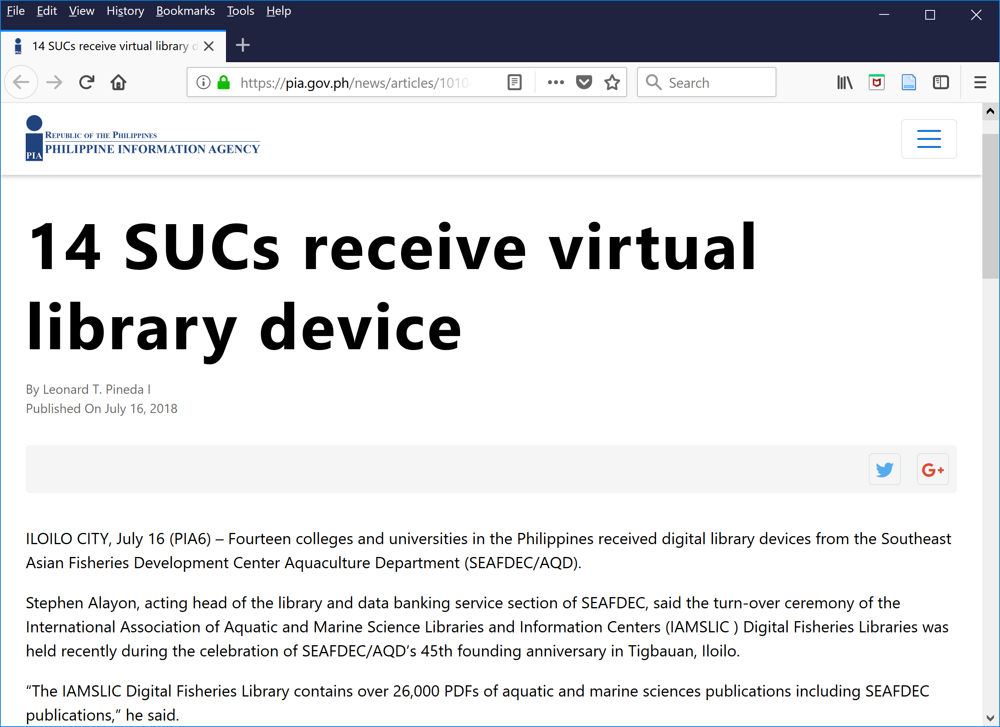 File Edit View History Bookmarks Tools Help
14 SUCs receive virtual library d
https://pia.gov.ph/news/articles/1010
Search
REPUBLIC OF THE PHILIPPINES
PIA PHILIPPINE INFORMATION AGENCY
14 SUCs receive virtual
library device
By Leonard T. Pineda I
Published On July 16, 2018
G+
ILOILO CITY, July 16 (PIA6) – Fourteen colleges and universities in the Philippines received digital library devices from the Southeast
Asian Fisheries Development Center Aquaculture Department (SEAFDEC/AQD).
Stephen Alayon, acting head of the library and data banking service section of SEAFDEC, said the turn-over ceremony of the
International Association of Aquatic and Marine Science Libraries and Information Centers (IAMSLIC ) Digital Fisheries Libraries was
held recently during the celebration of SEAFDEC/AQD’s 45th founding anniversary in Tigbauan, Iloilo.
“The IAMSLIC Digital Fisheries Library contains over 26,000 PDFs of aquatic and marine sciences publications including SEAFDEC
publications,” he said.